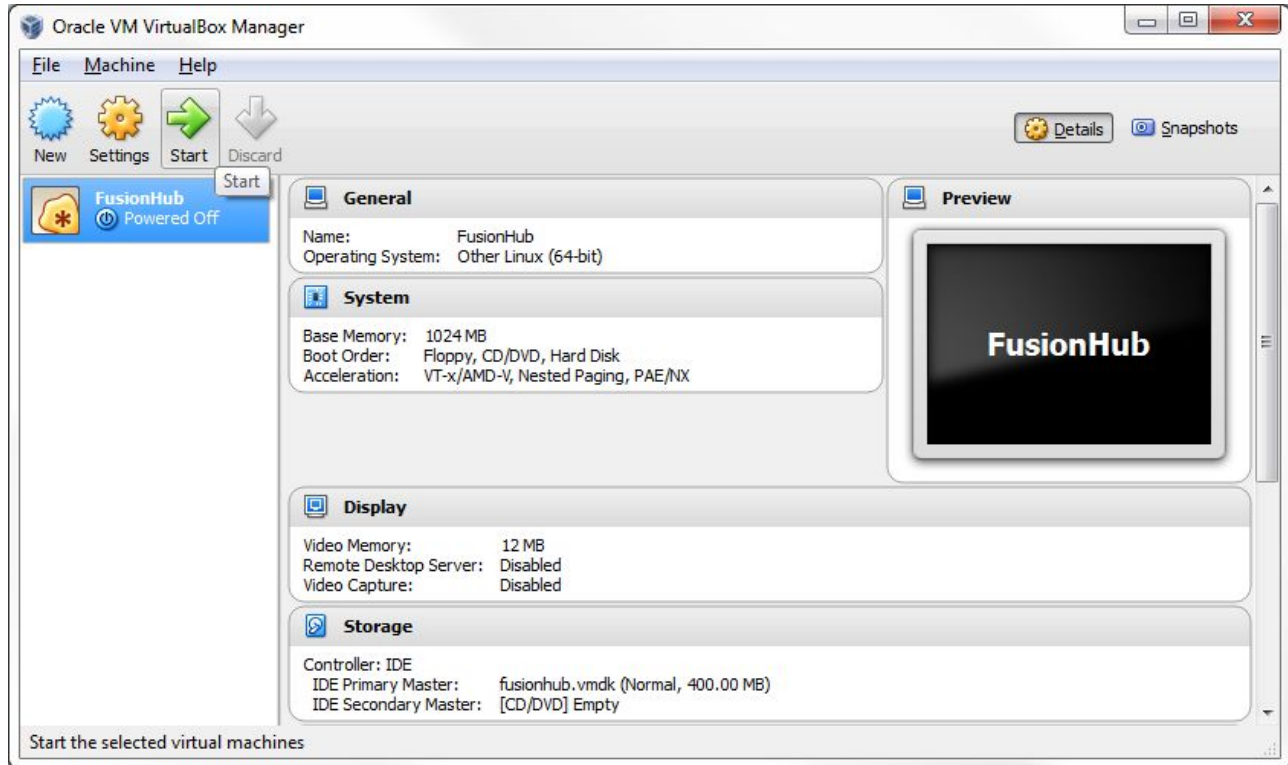 Oracle VM VirtualBox Manager
File Machine Help
New Settings Start Discard
Details Snapshots
Start
FusionHub
Powered Off
General
Name: FusionHub
Operating System: Other Linux (64-bit)
System
Base Memory: 1024 MB
Boot Order: Floppy, CD/DVD, Hard Disk
Acceleration: VT-x/AMD-V, Nested Paging, PAE/NX
Preview
FusionHub
Display
Video Memory: 12 MB
Remote Desktop Server: Disabled
Video Capture: Disabled
Storage
Controller: IDE
IDE Primary Master: fusionhub.vmdk (Normal, 400.00 MB)
IDE Secondary Master: [CD/DVD] Empty
Start the selected virtual machines